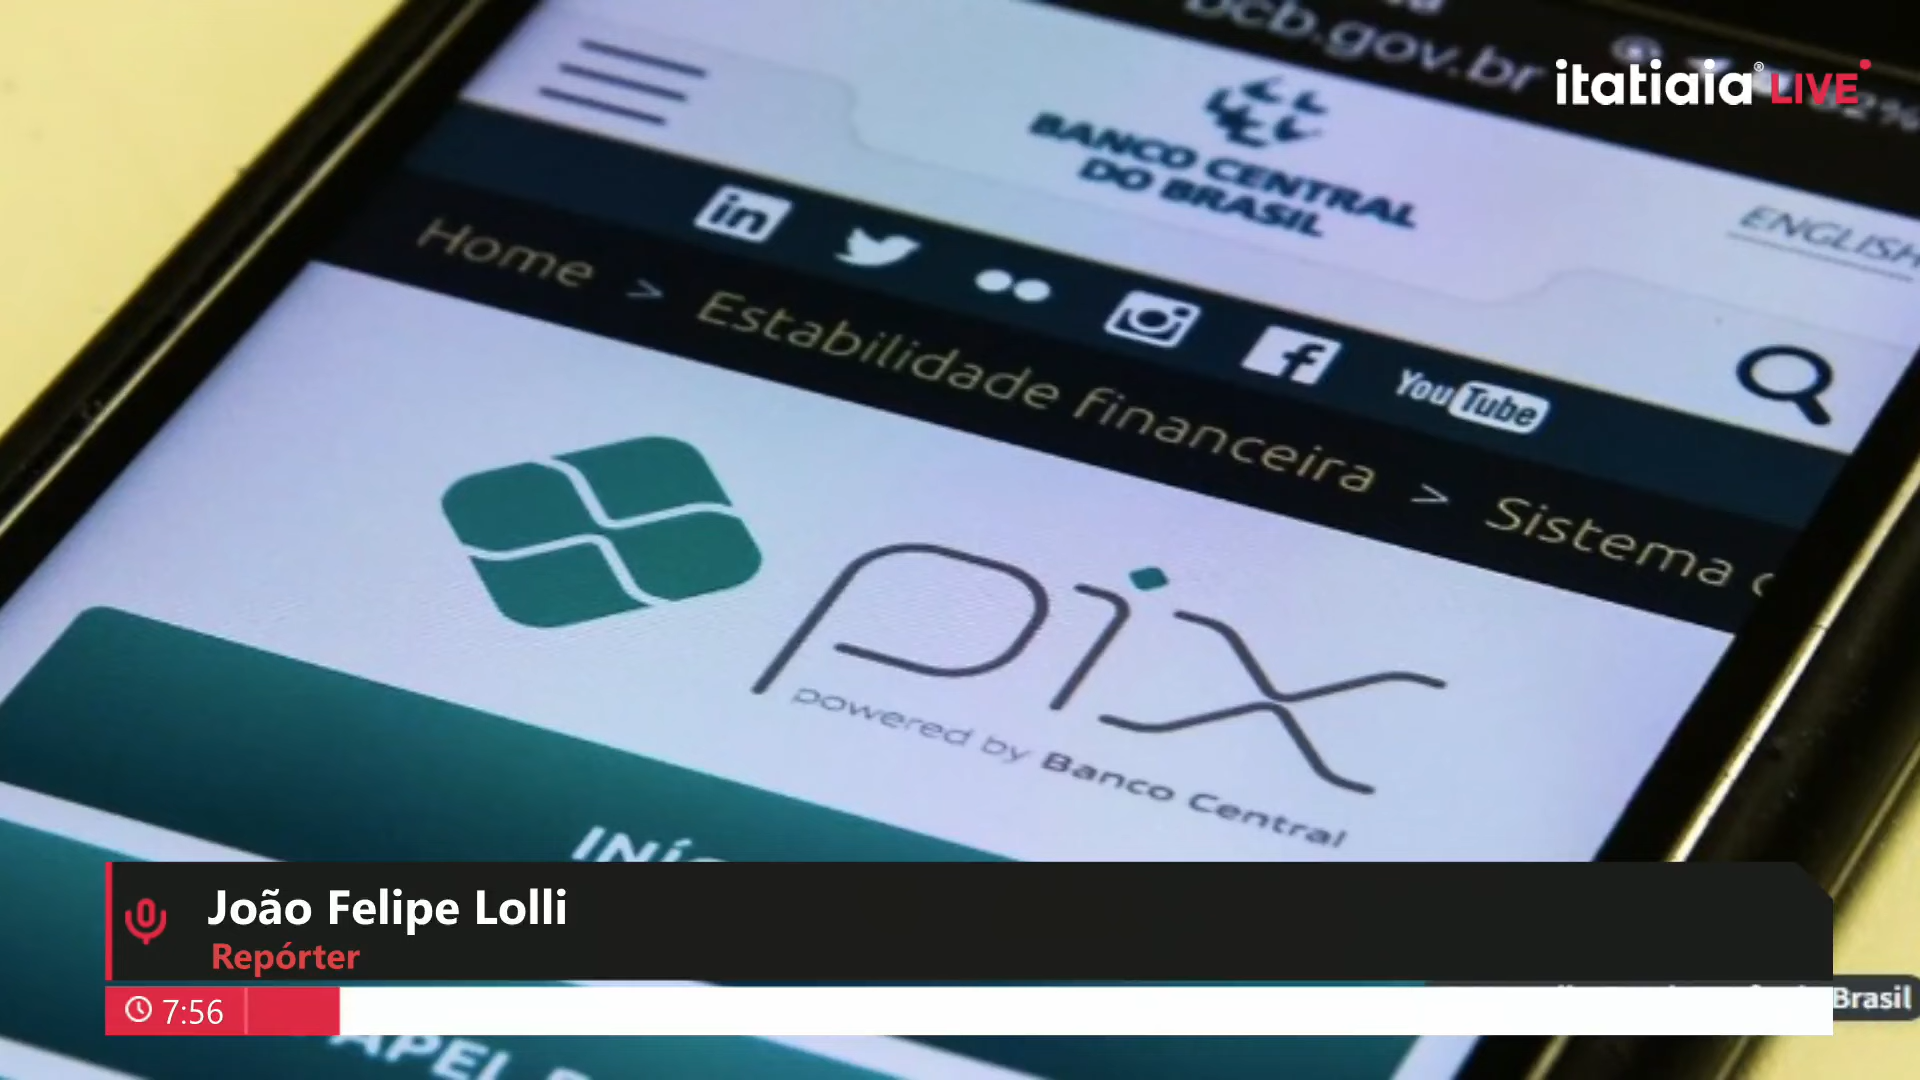 bcb.gov.br
itatiaia LIVE
BANCO CENTRAL
DO BRASIL
ENGLISH
in
f
You Tube
Home > Estabilidade financeira > Sistema
pix
powered by Banco Central
João Felipe Lolli
Repórter
7:56
Brasil